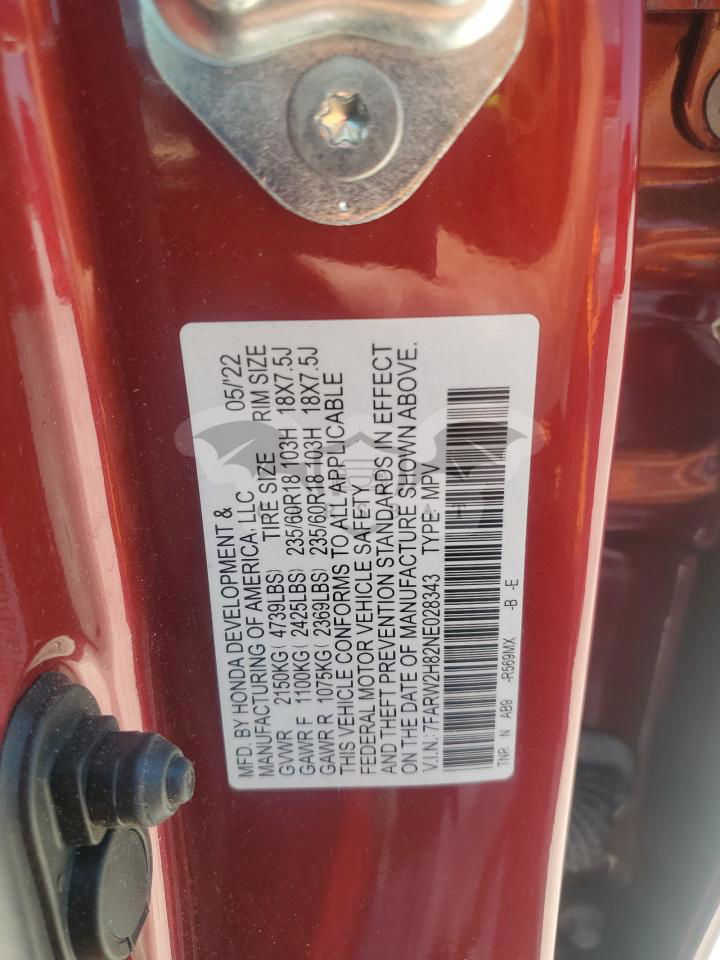 MFD. BY HONDA DEVELOPMENT & 05/'22
MANUFACTURING OF AMERICA, LLC
TIRE SIZE RIM SIZE
GVWR 2150KG ( 4739LBS)
GAWR F 1100KG ( 2425LBS) 235/60R18 103H 18X7.5J
GAWR R 1075KG ( 2369LBS) 235/60R18 103H 18X7.5J
THIS VEHICLE CONFORMS TO ALL APPLICABLE
FEDERAL MOTOR VEHICLE SAFETY
AND THEFT PREVENTION STANDARDS IN EFFECT
ON THE DATE OF MANUFACTURE SHOWN ABOVE.
V.I.N.: 7FARW2H82NE028343 TYPE: MPV
TNR N AB9 -R569MX -B -E